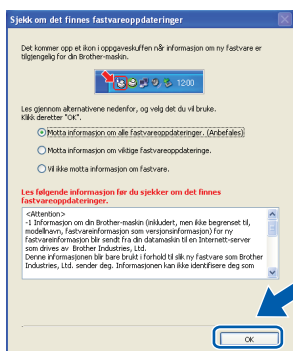 Sjekk om det finnes fastvareoppdateringer
Det kommer opp et ikon i oppgaveskuffen når informasjon om ny fastvare er
tilgjengelig for din Brother-maskin.
12:00
Les gjennom alternativene nedenfor, og velg det du vil bruke.
Klikk deretter "OK".
Motta informasjon om alle fastvareoppdateringer. (Anbefales)
Motta informasjon om viktige fastvareoppdateringe.
Vil ikke motta informasjon om fastvare.
Les følgende informasjon før du sjekker om det finnes
fastvareoppdateringer.
<Attention>
-1 Informasjon om din Brother-maskin (inkludert, men ikke begrenset til,
modellnavn, fastvareinformasjon som versjonsinformasjon) for ny
fastvareinformasjon blir sendt fra din datamaskin til en Internett-server
som drives av Brother Industries, Ltd.
Denne informasjonen blir bare brukt i forhold til slik ny fastvare som Brother
Industries, Ltd. sender deg. Informasjonen kan ikke identifisere deg som
OK